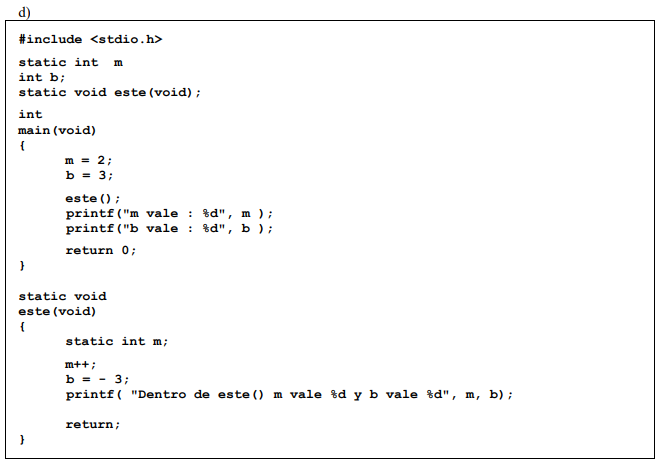 d)
#include <stdio.h>
static int  m
int b;
static void este(void);
int
main(void)
{
m = 2;
b = 3;
este();
printf("m vale : %d", m );
printf("b vale : %d", b );
return 0;
}
static void
este(void)
{
static int m;
m++;
b = - 3;
printf( "Dentro de este() m vale %d y b vale %d", m, b);
return;
}